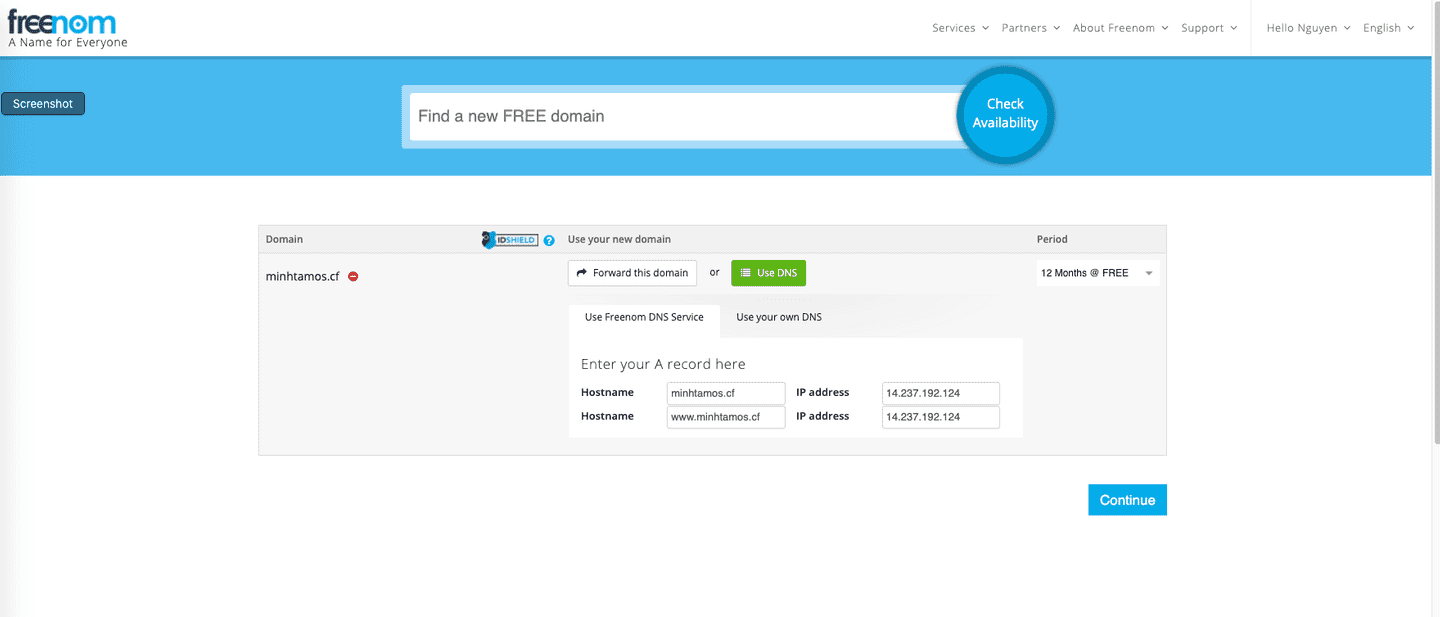 freenom
A Name for Everyone
Services Partners About Freenom Support Hello Nguyen English
Screenshot
Find a new FREE domain
Check
Availability
Domain IDSHIELD ? Use your new domain Period
minhtamos.cf Forward this domain or Use DNS 12 Months @ FREE
Use Freenom DNS Service Use your own DNS
Enter your A record here
Hostname minhtamos.cf IP address 14.237.192.124
Hostname www.minhtamos.cf IP address 14.237.192.124
Continue